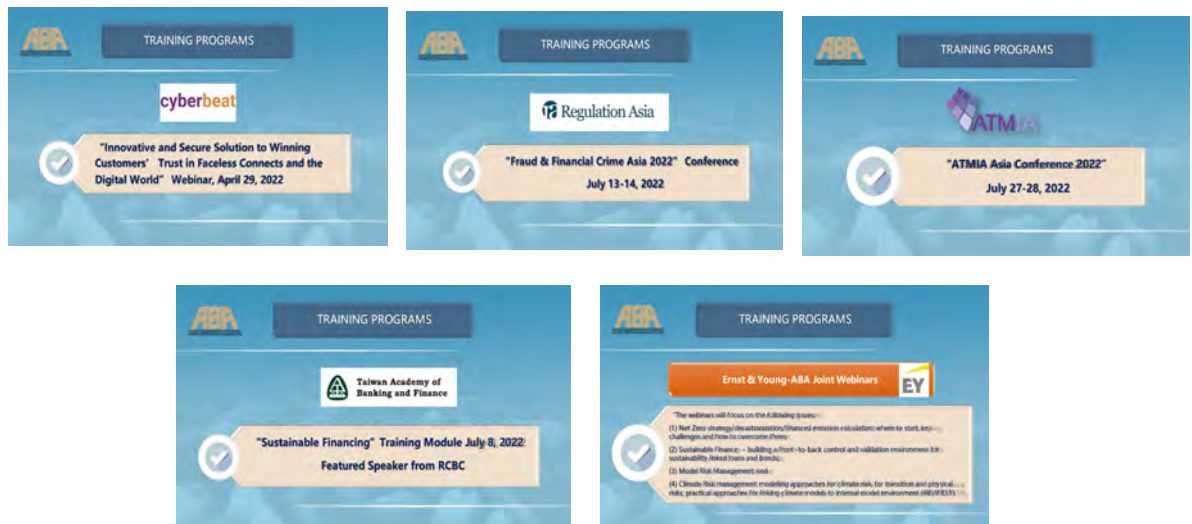 ABA
TRAINING PROGRAMS
cyberbeat
"Innovative and Secure Solution to Winning
Customers' Trust in Faceless Connects and the
Digital World" Webinar, April 29, 2022
ABA
TRAINING PROGRAMS
Regulation Asia
"Fraud & Financial Crime Asia 2022" Conference
July 13-14, 2022
ABA
TRAINING PROGRAMS
ATMIA
"ATMIA Asia Conference 2022"
July 27-28, 2022
ABA
TRAINING PROGRAMS
Taiwan Academy of
Banking and Finance
"Sustainable Financing" Training Module July 8, 2022
Featured Speaker from RCBC
ABA
TRAINING PROGRAMS
Ernst & Young-ABA Joint Webinars
EY
"The webinars will focus on the following issues:
(1) Net Zero strategy/decarbonization/financed emission calculation: where to start, key
challenges and how to overcome them;
(2) Sustainable Finance: – building a front-to-back control and validation environment for
sustainability linked loans and bonds;
(3) Model Risk Management; and
(4) Climate Risk management: modelling approaches for climate risk, for transition and physical
risks; practical approaches for linking climate models to internal model environment